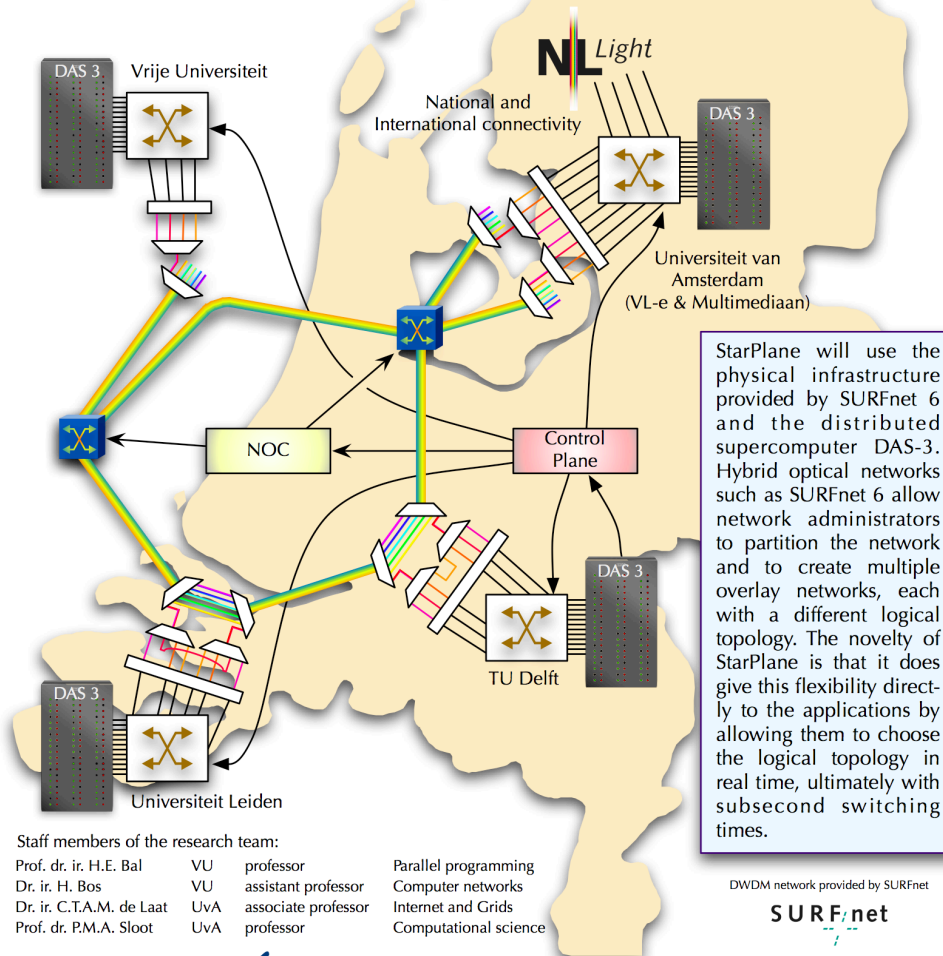 NL Light
DAS 3
Vrije Universiteit
National and
International connectivity
DAS 3
Universiteit van
Amsterdam
(VL-e & Multimediaan)
NOC
Control
Plane
StarPlane will use the
physical infrastructure
provided by SURFnet 6
and the distributed
supercomputer DAS-3.
Hybrid optical networks
such as SURFnet 6 allow
network administrators
to partition the network
and to create multiple
overlay networks, each
with a different logical
topology. The novelty of
StarPlane is that it does
give this flexibility direct-
ly to the applications by
allowing them to choose
the logical topology in
real time, ultimately with
subsecond switching
times.
DAS 3
TU Delft
DAS 3
Universiteit Leiden
Staff members of the research team:
Prof. dr. ir. H.E. Bal VU professor Parallel programming
Dr. ir. H. Bos VU assistant professor Computer networks
Dr. ir. C.T.A.M. de Laat UvA associate professor Internet and Grids
Prof. dr. P.M.A. Sloot UvA professor Computational science
DWDM network provided by SURFnet
SURFnet